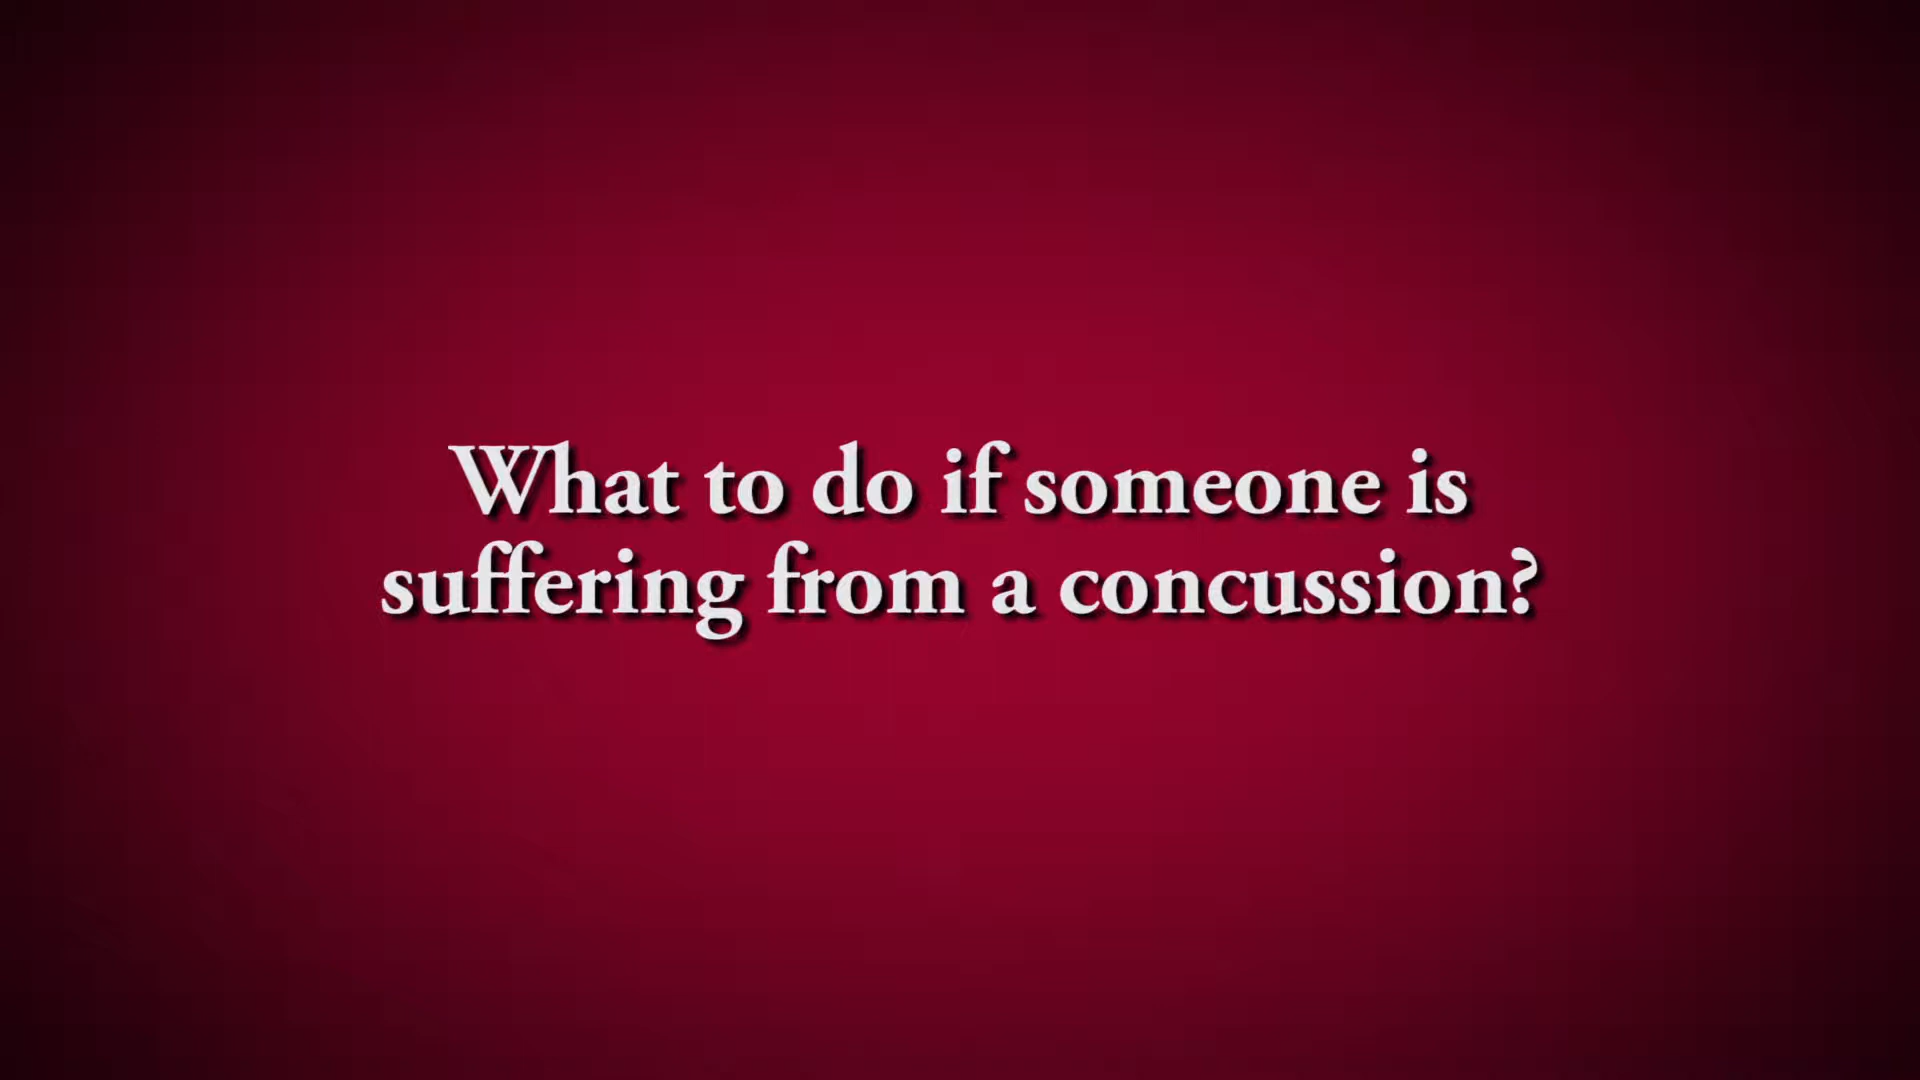 What to do if someone is
suffering from a concussion?